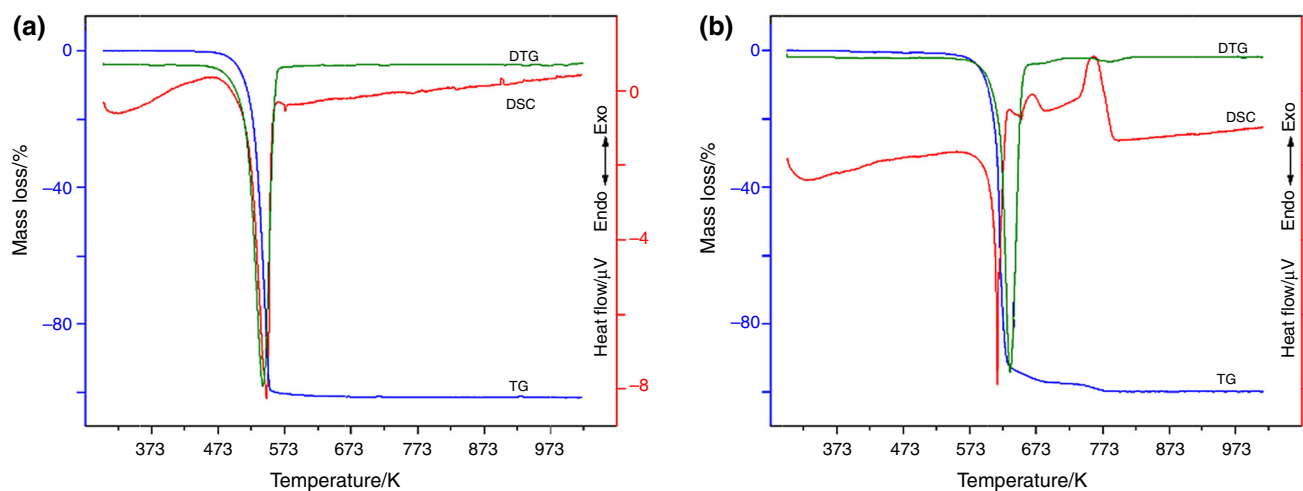 (a)
0
−40
−80
Mass loss/%
DTG
DSC
TG
0
−4
−8
Heat flow/µV Endo Exo
373 473 573 673 773 873 973
Temperature/K
(b)
0
−40
−80
Mass loss/%
DTG
DSC
TG
Heat flow/µV Endo Exo
373 473 573 673 773 873 973
Temperature/K